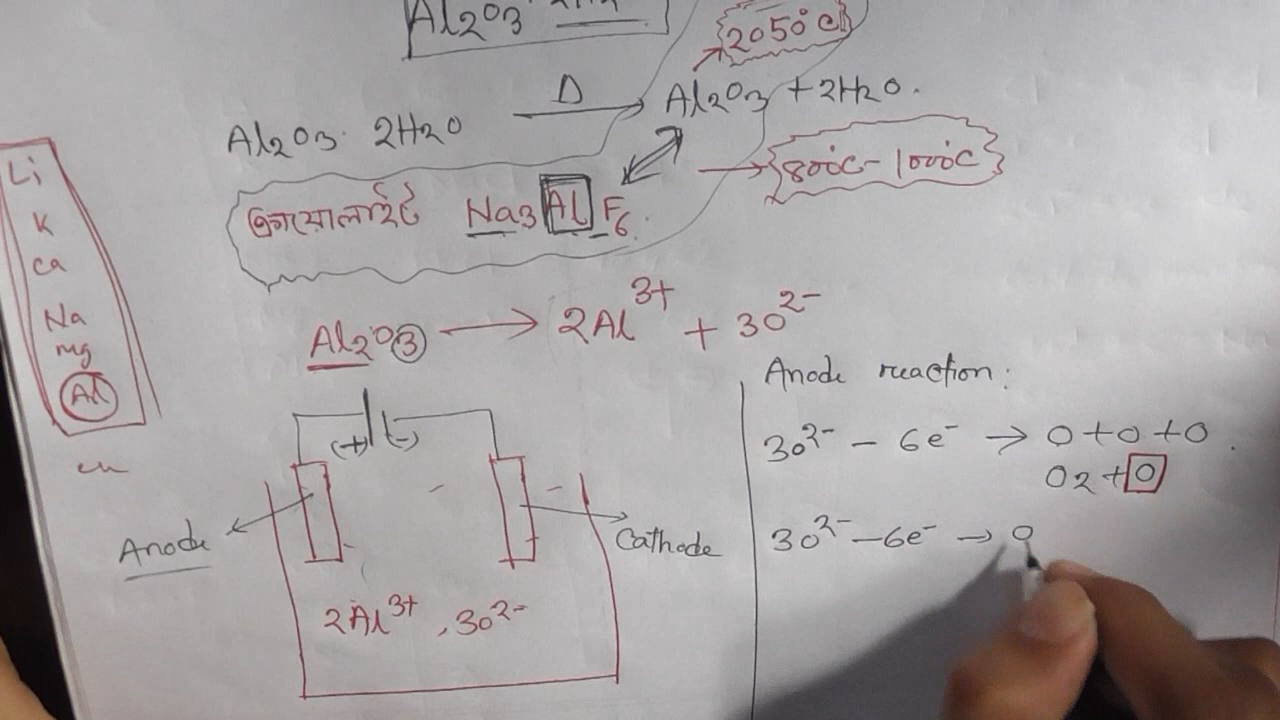 Al2O3 2H2
2050°C
Al2O3 · 2H2O —Δ→ Al2O3 + 2H2O.
ক্রায়োলাইট Na3AlF6.
→ 800°C - 1000°C
Li
K
Ca
Na
Mg
Al
Al2O3 → 2Al³⁺ + 3O²⁻
(+) (-)
Anode
Cathode
2Al³⁺, 3O²⁻
Anode reaction:
3O²⁻ - 6e⁻ → O + O + O.
O2 + O
3O²⁻ - 6e⁻ → O